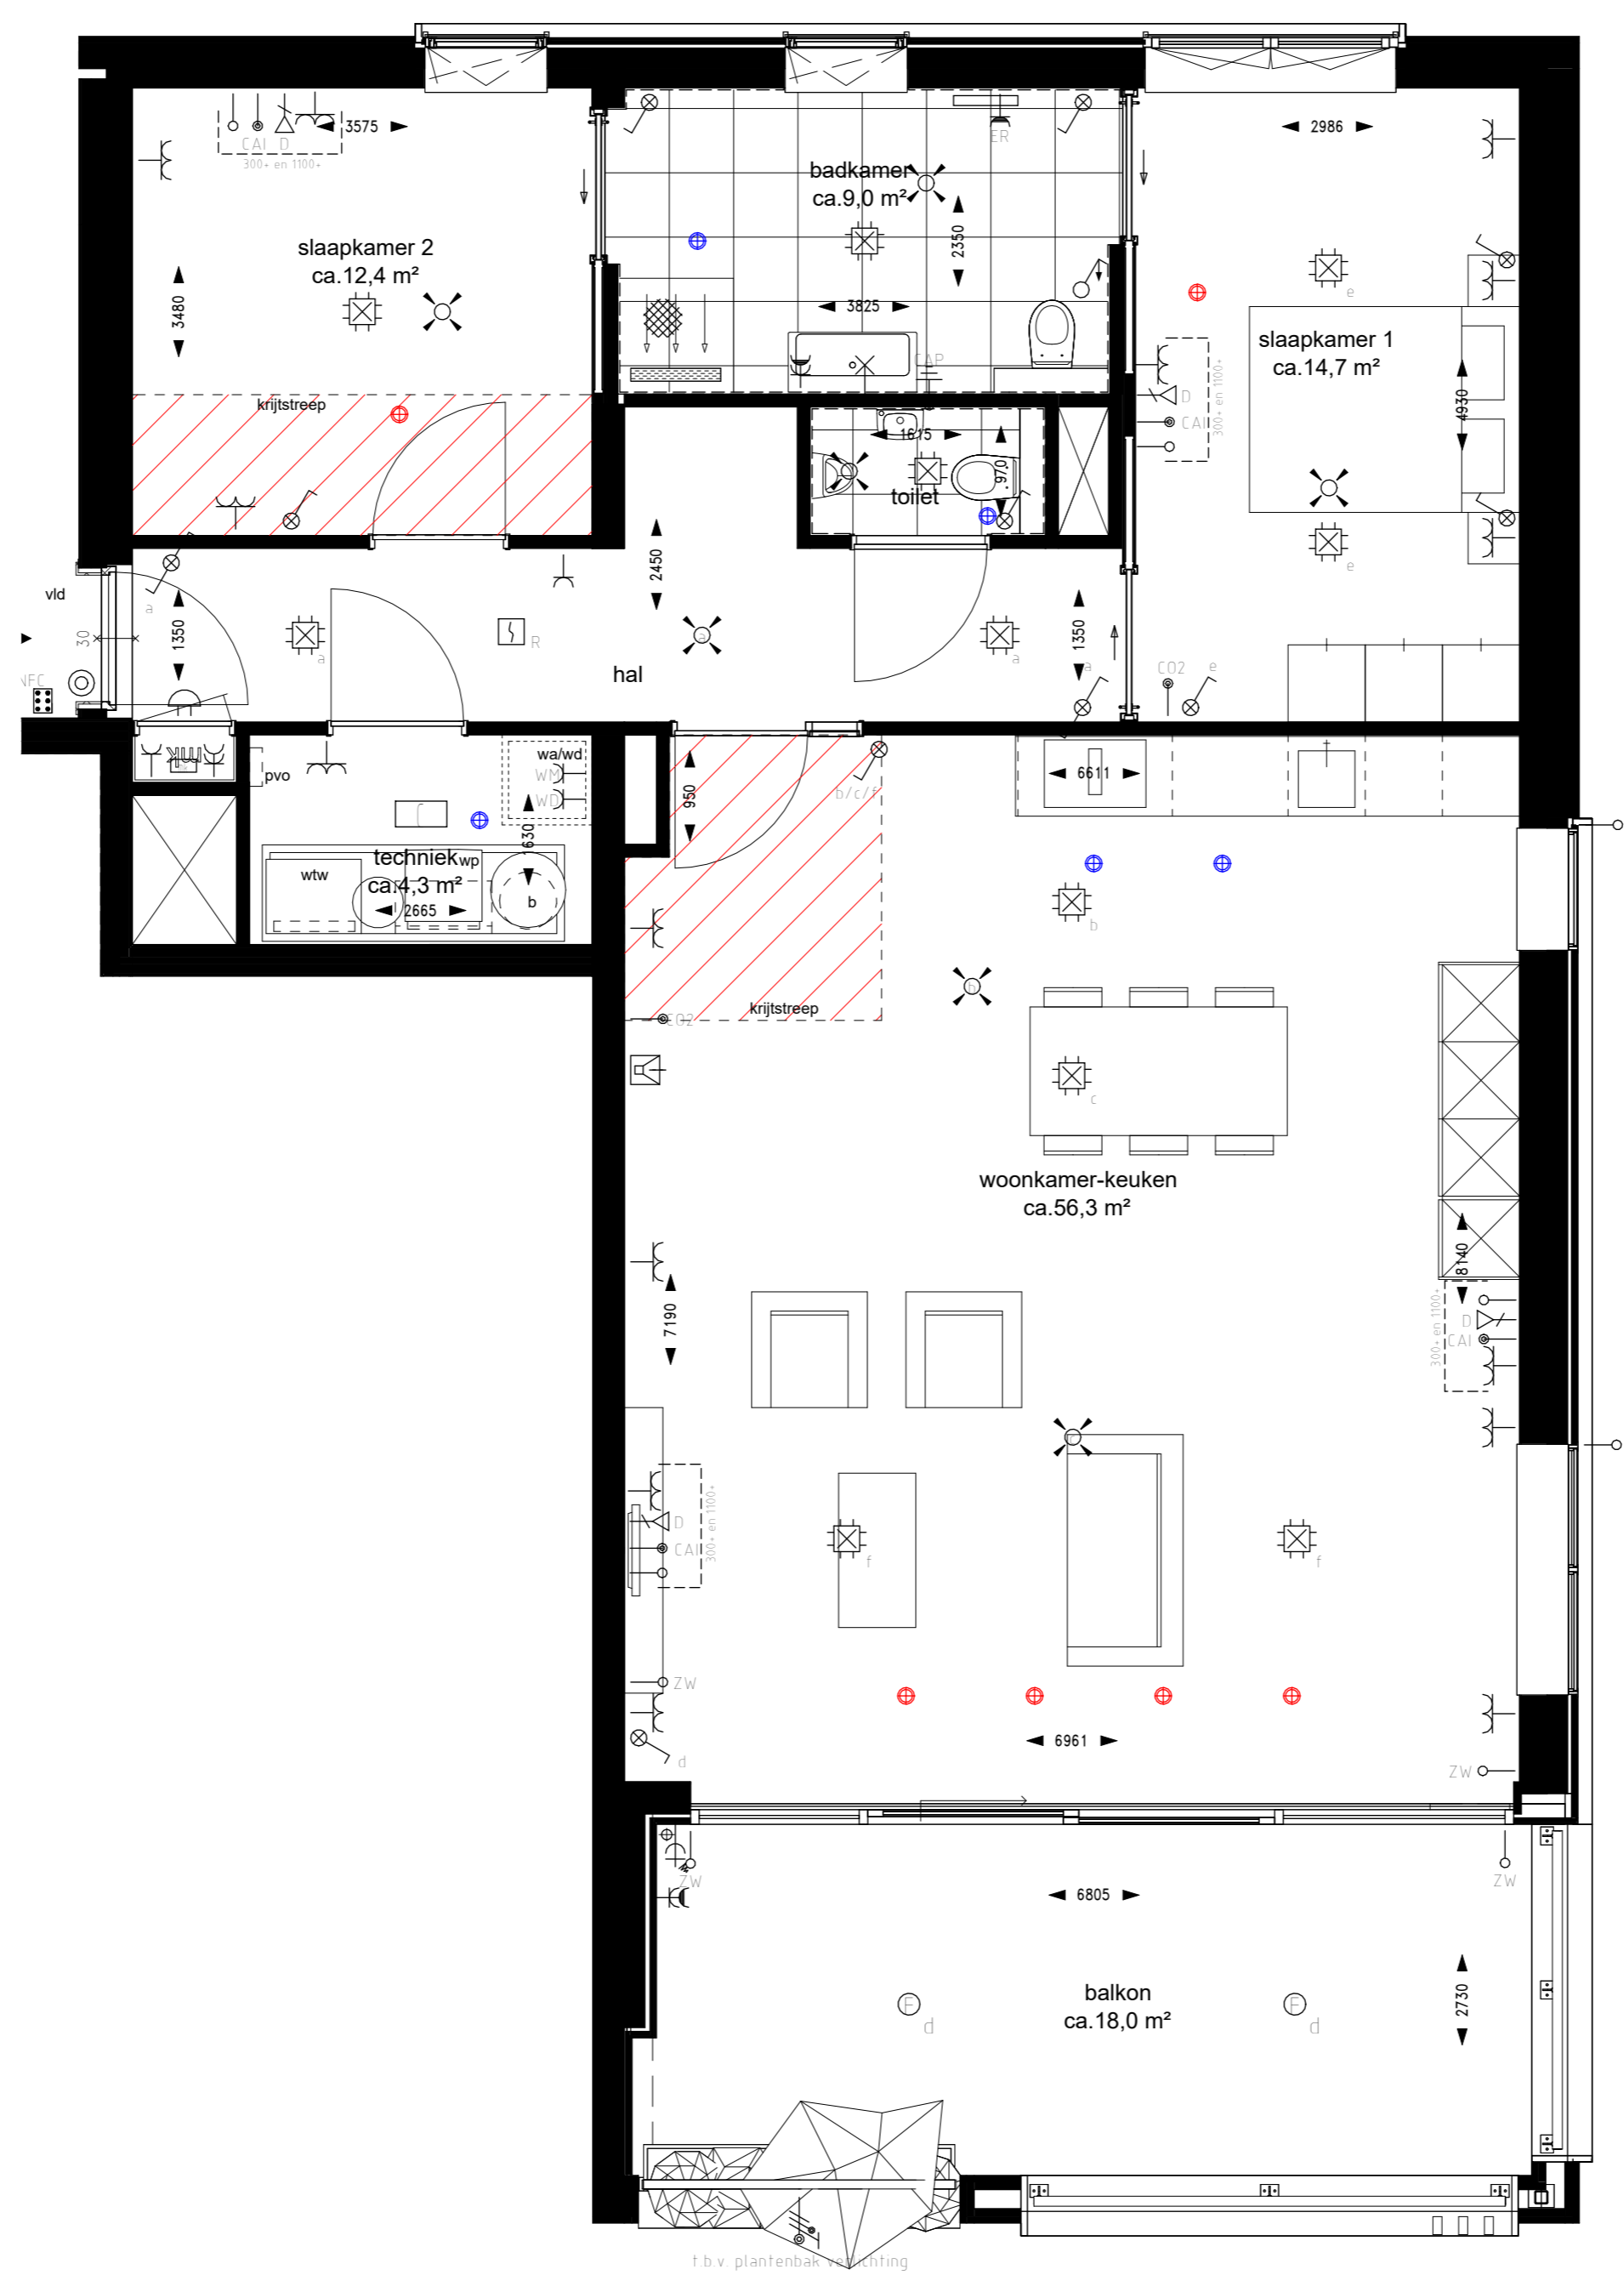 CAI D
300+ en 1100+
3575
2986
badkamer
ca.9,0 m²
ER
2350
slaapkamer 2
ca.12,4 m²
3480
3825
CAP
e
slaapkamer 1
ca.14,7 m²
4930
D
CAI
300+ en 1100+
krijtstreep
1615
970
toilet
e
vld
a
30
1350
2450
a
R
a
hal
a
1350
a
CO2
e
NFC
MK
pvo
wa/wd
WM
WD
950
b/c/f
6611
techniek
ca.4,3 m²
wp
wtw
1630
2665
b
b
krijtstreep
CO2
h
c
woonkamer-keuken
ca.56,3 m²
7190
8140
300+ en 1100+
D
CAI
D
CAI
300+ en 1100+
f
f
ZW
d
6961
ZW
ZW
ZW
6805
balkon
ca.18,0 m²
2730
E
d
E
d
t.b.v. plantenbak verlichting